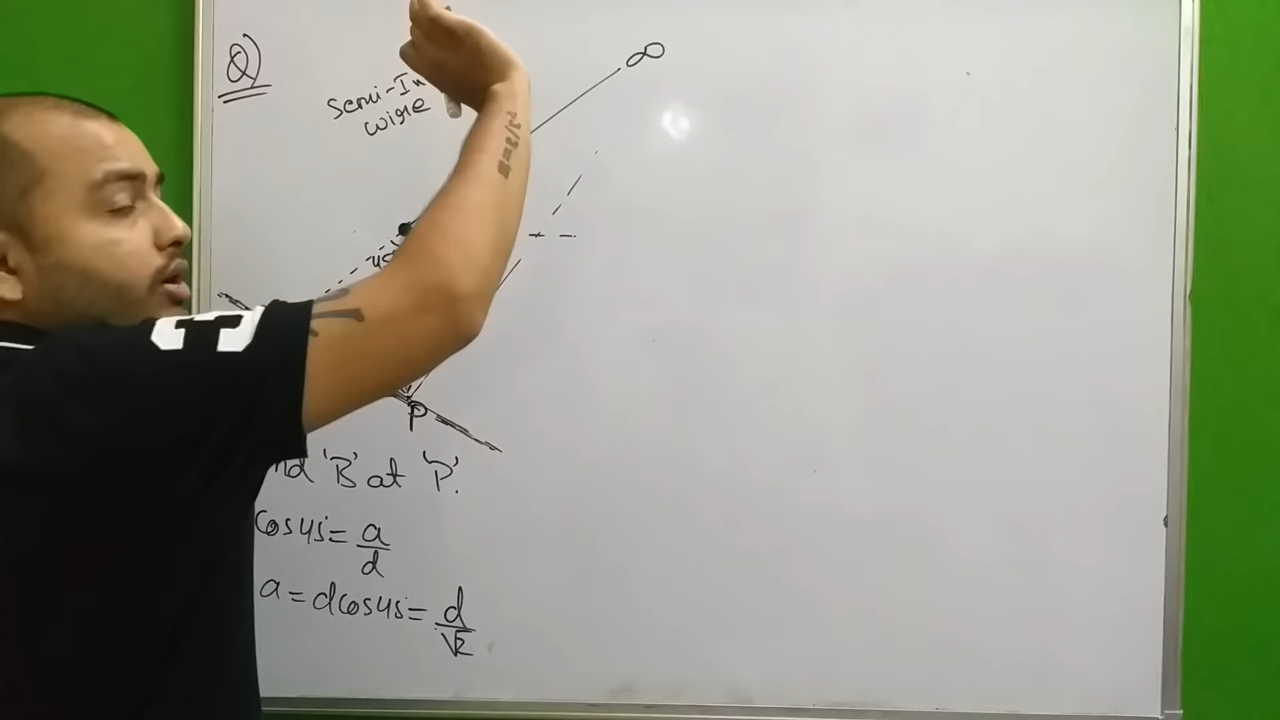 Q)
∞
Semi-In
wire
45
P
nd 'B' at 'P'.
cos45 = a/d
a = dcos45 = d/√2